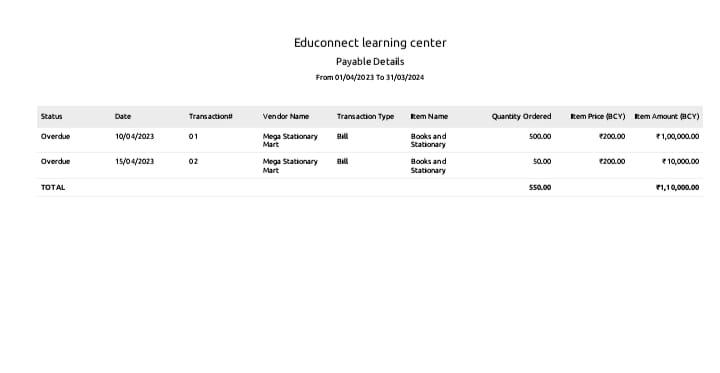 Educonnect learning center
Payable Details
From 01/04/2023 To 31/03/2024
Status Date Transaction# Vendor Name Transaction Type Item Name Quantity Ordered Item Price (BCY) Item Amount (BCY)
Overdue 10/04/2023 01 Mega Stationary Bill Books and 500.00 ₹200.00 ₹1,00,000.00
Mart Stationary
Overdue 15/04/2023 02 Mega Stationary Bill Books and 50.00 ₹200.00 ₹10,000.00
Mart Stationary
TOTAL 550.00 ₹1,10,000.00